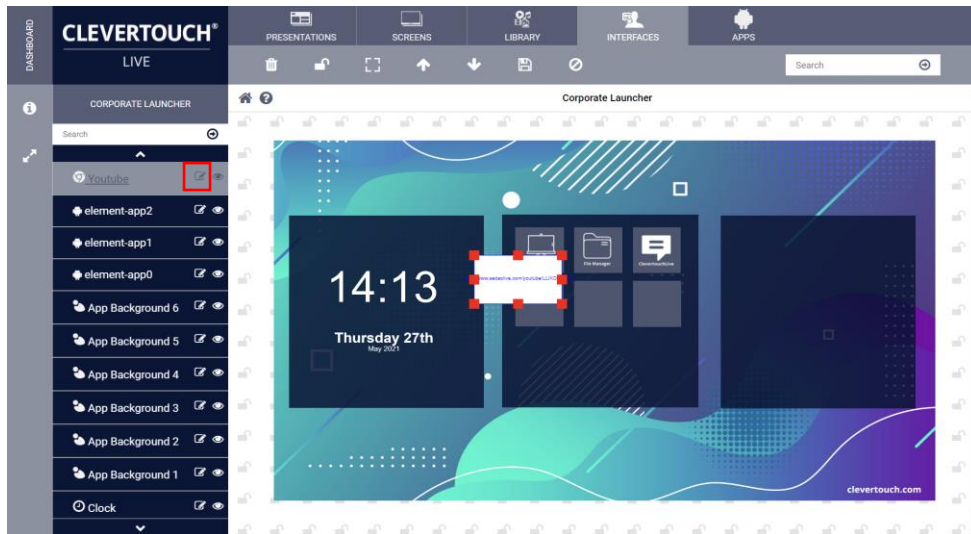 DASHBOARD
CLEVERTOUCH®
LIVE
PRESENTATIONS
SCREENS
LIBRARY
INTERFACES
APPS
Search
CORPORATE LAUNCHER
Corporate Launcher
Search
Youtube
element-app2
element-app1
element-app0
App Background 6
App Background 5
App Background 4
App Background 3
App Background 2
App Background 1
Clock
14:13
Thursday 27th
May 2021
File Manager
clevertouch.com